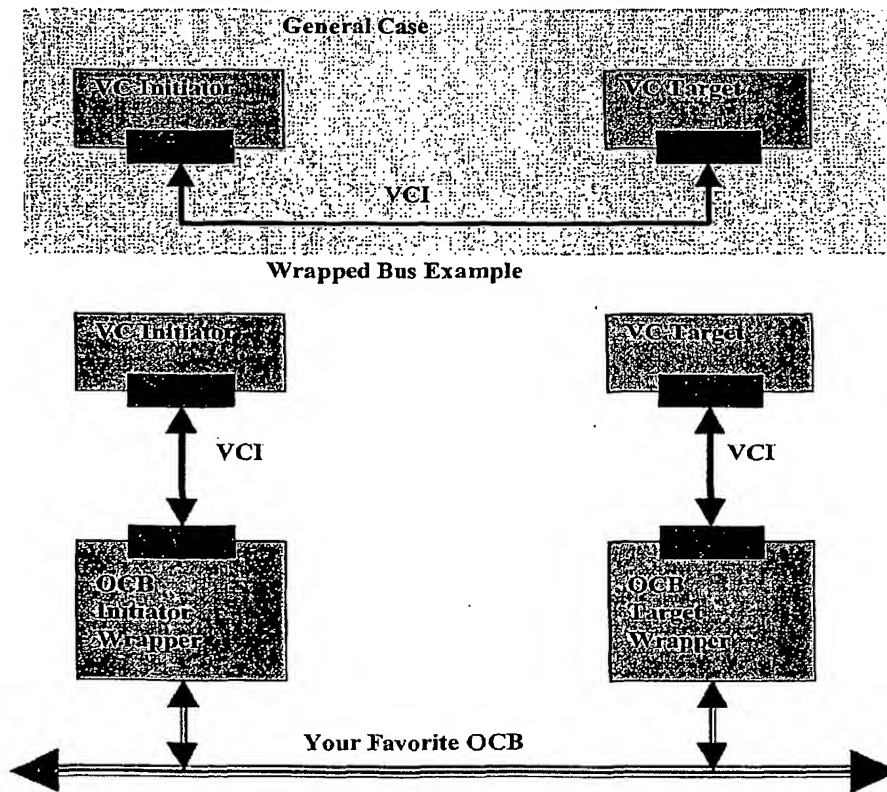 General Case
VC Initiator
VC Target
VCI
Wrapped Bus Example
VC Initiator
VC Target
VCI
VCI
OCB
Initiator
Wrapper
OCB
Target
Wrapper
Your Favorite OCB